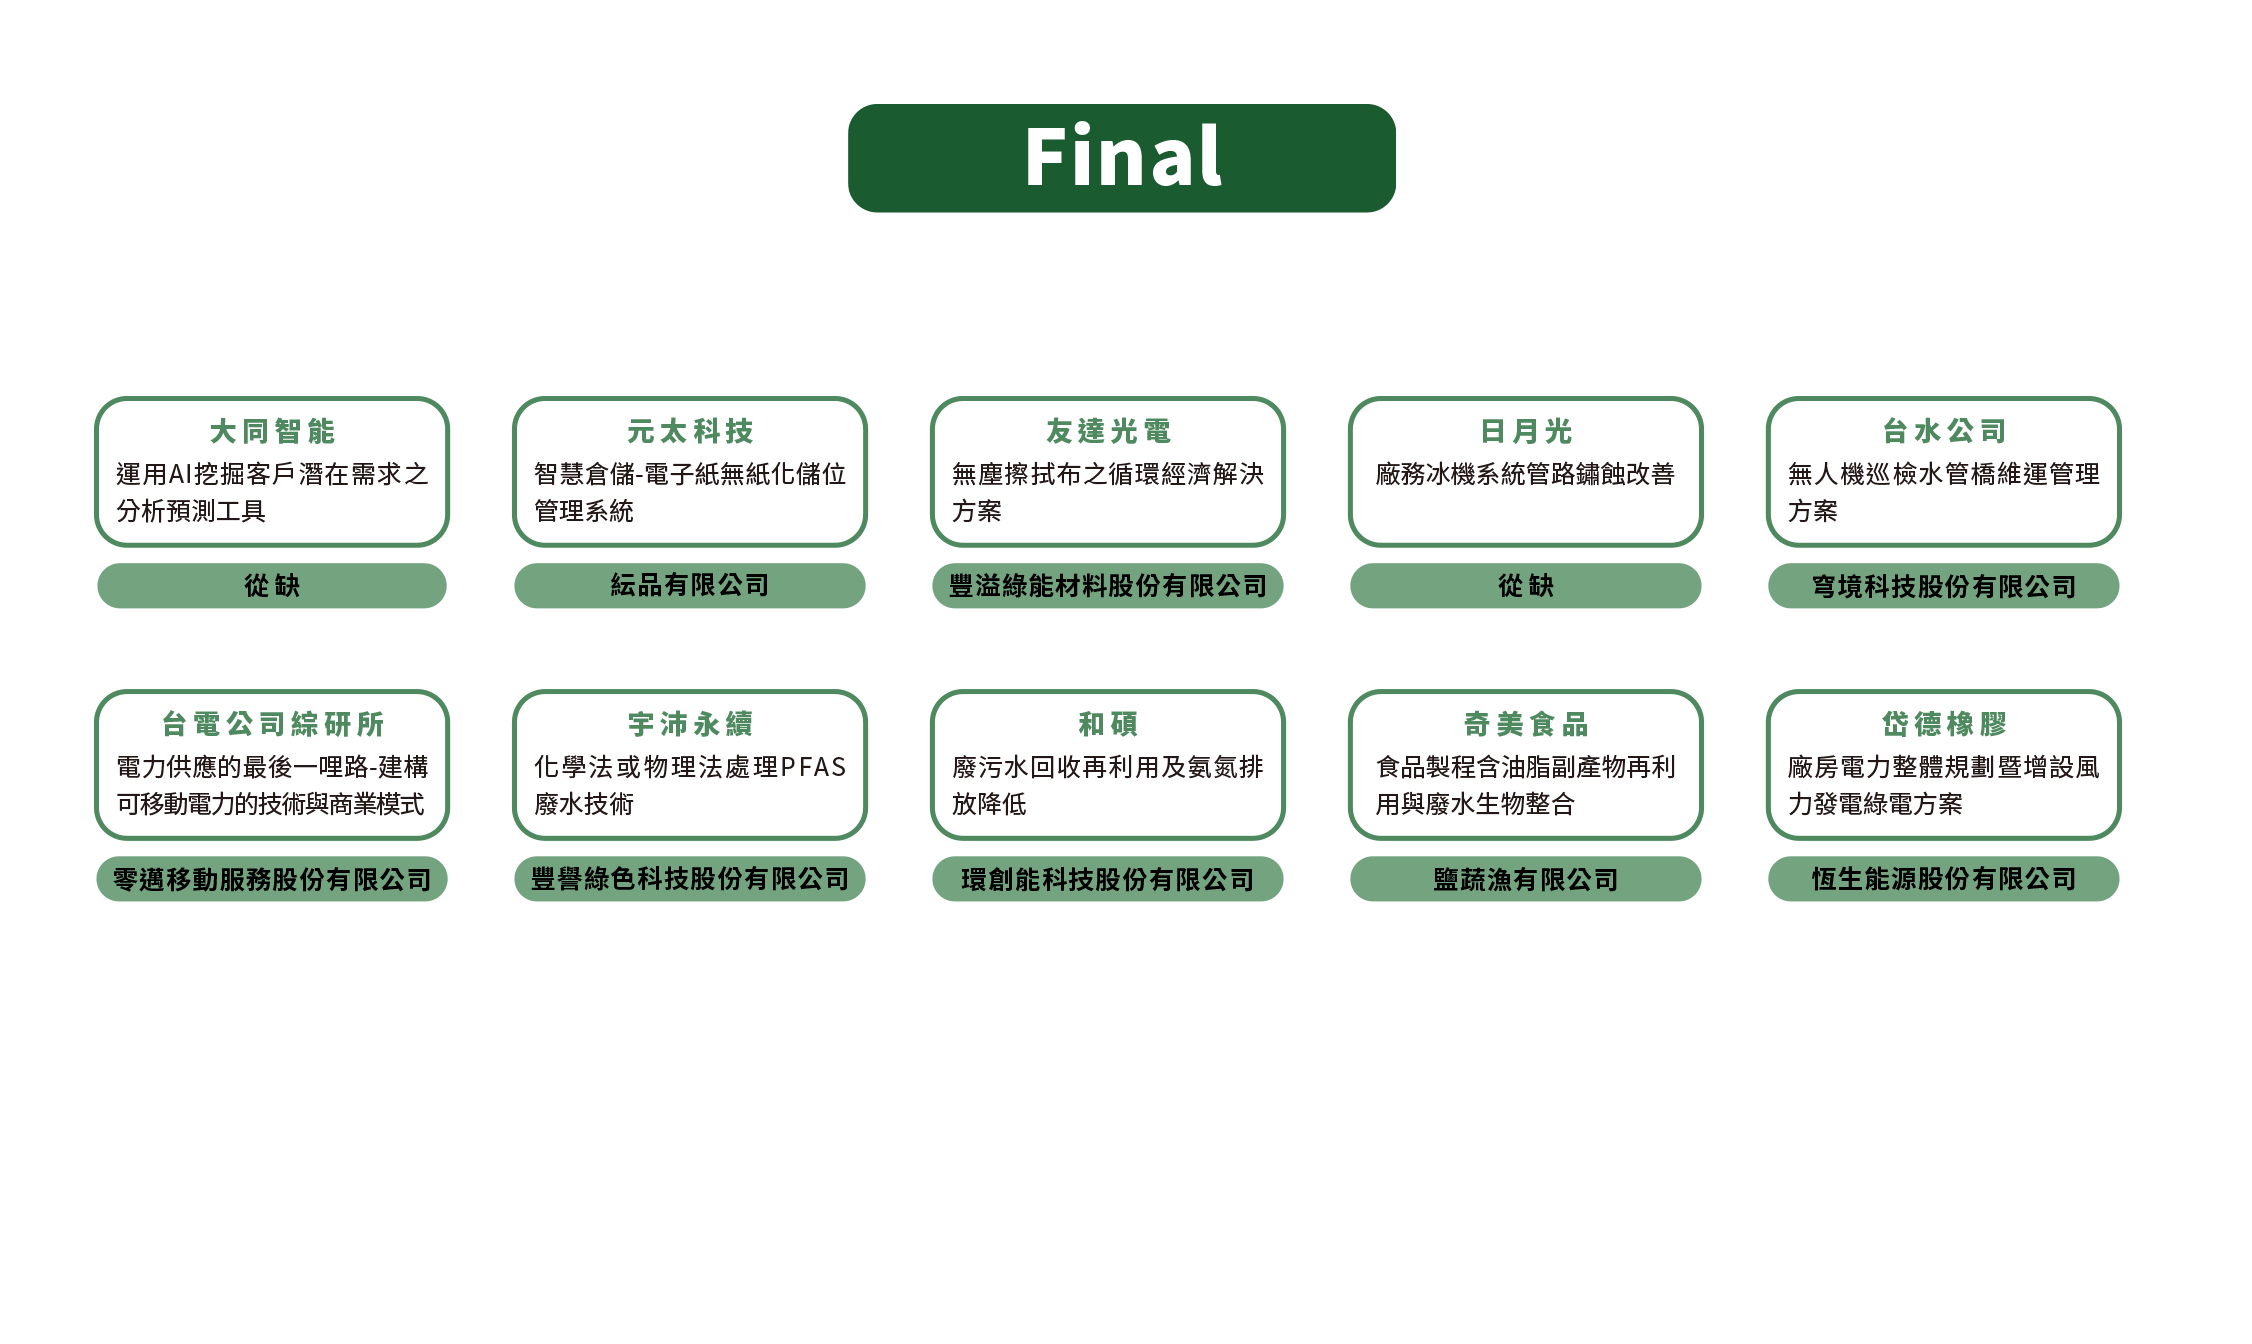 Final
大同智能
運用AI挖掘客戶潛在需求之
分析預測工具
從缺
元太科技
智慧倉儲-電子紙無紙化儲位
管理系統
紜品有限公司
友達光電
無塵擦拭布之循環經濟解決
方案
豐溢綠能材料股份有限公司
日月光
廠務冰機系統管路鏽蝕改善
從缺
台水公司
無人機巡檢水管橋維運管理
方案
穹境科技股份有限公司
台電公司綜研所
電力供應的最後一哩路-建構
可移動電力的技術與商業模式
零邁移動服務股份有限公司
宇沛永續
化學法或物理法處理PFAS
廢水技術
豐譽綠色科技股份有限公司
和碩
廢污水回收再利用及氨氮排
放降低
環創能科技股份有限公司
奇美食品
食品製程含油脂副產物再利
用與廢水生物整合
鹽蔬漁有限公司
岱德橡膠
廠房電力整體規劃暨增設風
力發電綠電方案
恆生能源股份有限公司